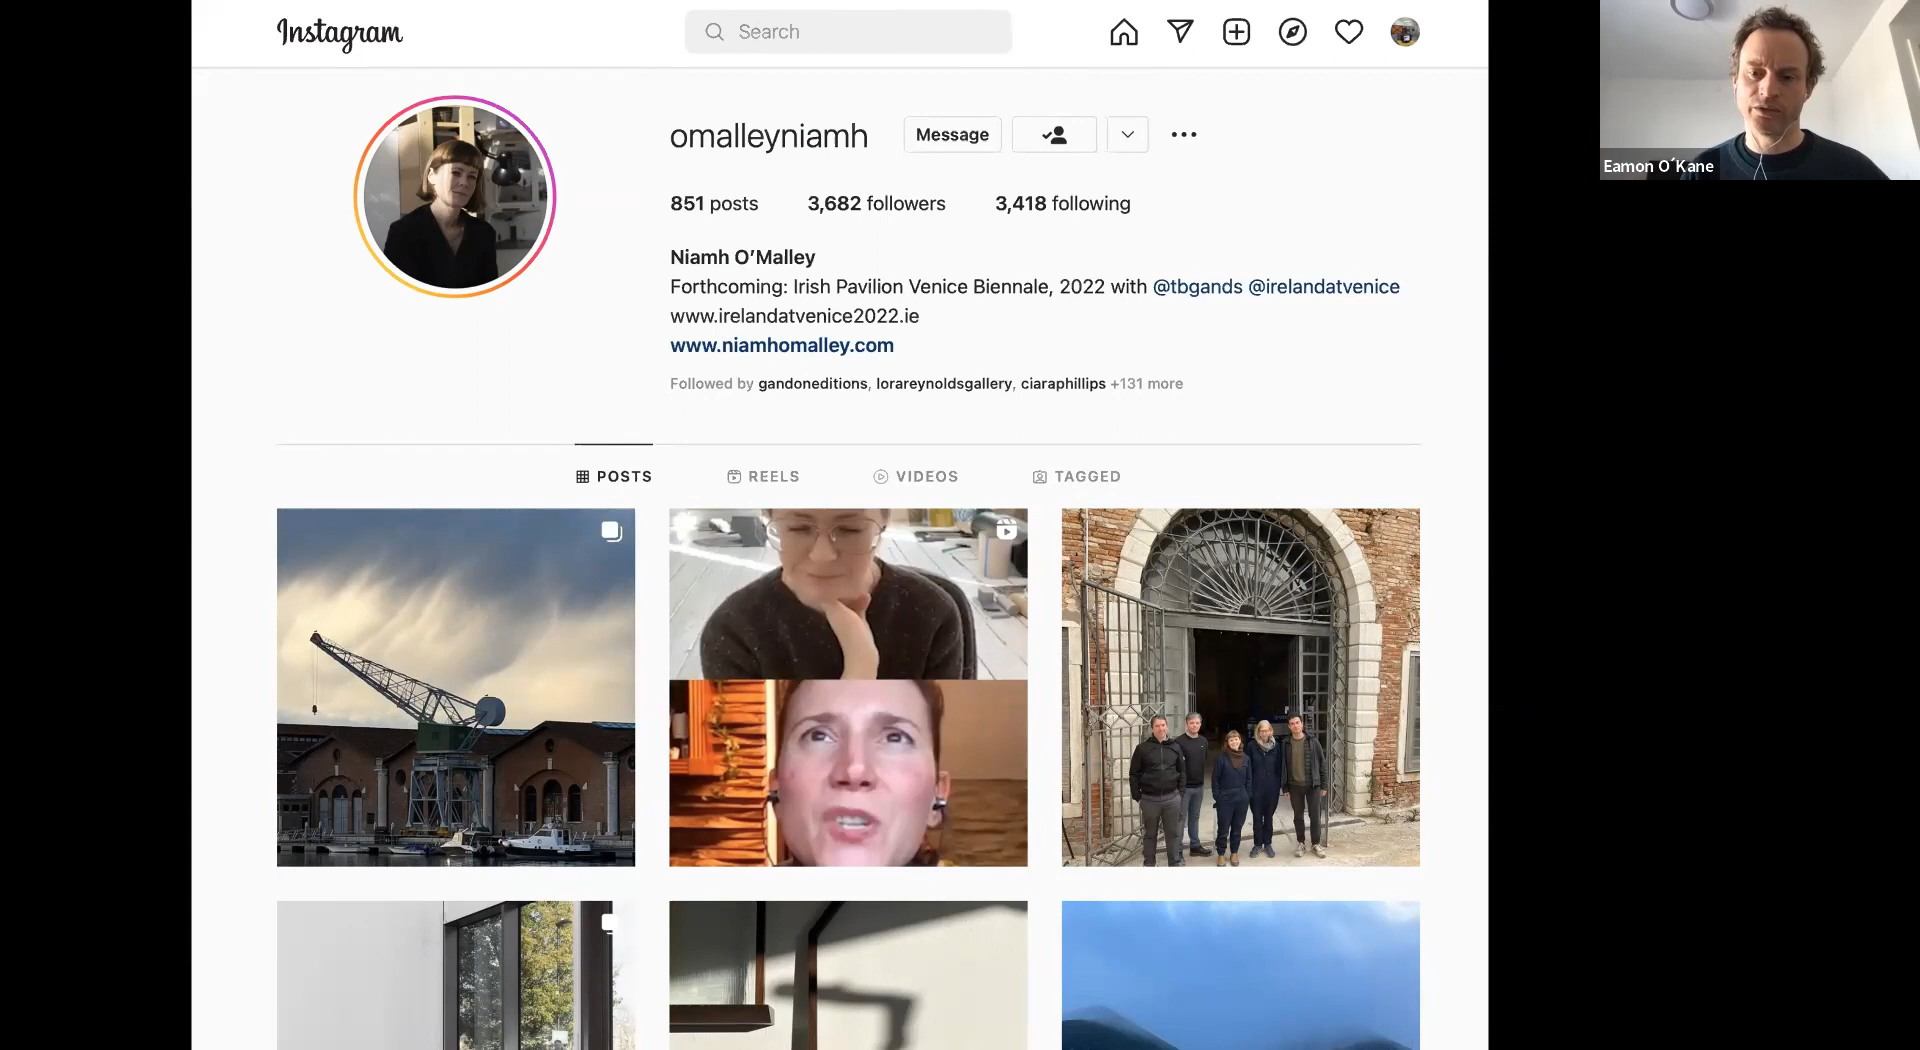 Instagram
Search
omalleyniamh
Message
851 posts 3,682 followers 3,418 following
Niamh O’Malley
Forthcoming: Irish Pavilion Venice Biennale, 2022 with @tbgands @irelandatvenice
www.irelandatvenice2022.ie
www.niamhomalley.com
Followed by gandoneditions, lorareynoldsgallery, ciaraphillips +131 more
POSTS REELS VIDEOS TAGGED
Eamon O´Kane